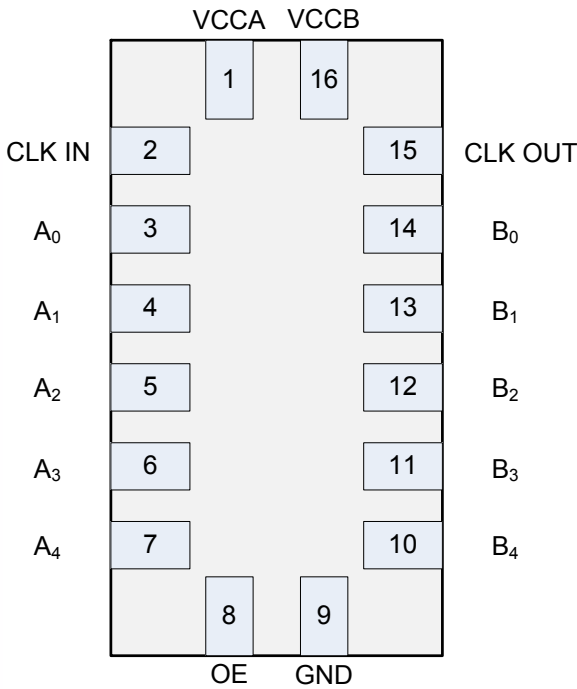 VCCA VCCB
1 16
CLK IN 2 15 CLK OUT
A₀ 3 14 B₀
A₁ 4 13 B₁
A₂ 5 12 B₂
A₃ 6 11 B₃
A₄ 7 10 B₄
8 9
OE GND